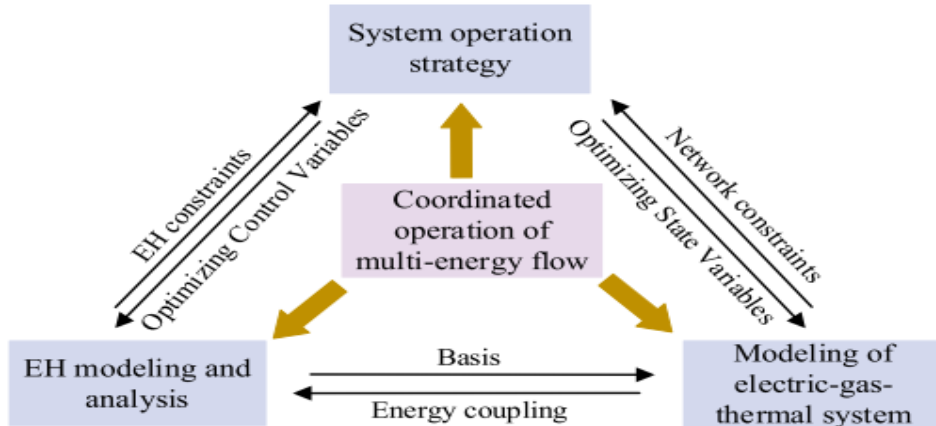 System operation
strategy
EH constraints
Optimizing Control Variables
Optimizing State Variables
Network constraints
Coordinated
operation of
multi-energy flow
EH modeling and
analysis
Basis
Energy coupling
Modeling of
electric-gas-
thermal system